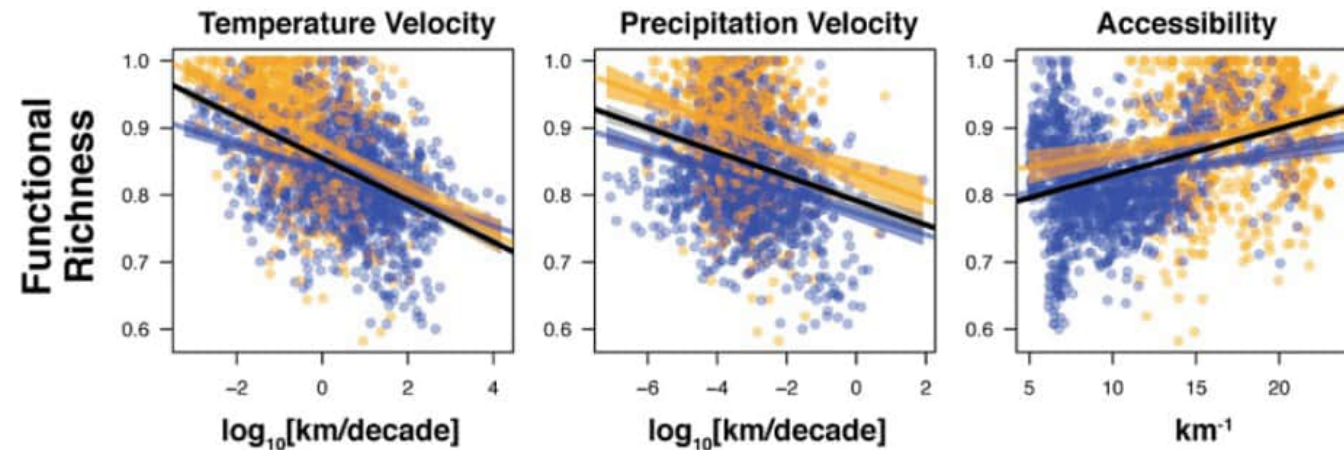 Temperature Velocity
Precipitation Velocity
Accessibility
Functional
Richness
1.0
0.9
0.8
0.7
0.6
1.0
0.9
0.8
0.7
0.6
1.0
0.9
0.8
0.7
0.6
−2 0 2 4
−6 −4 −2 0 2
5 10 15 20
log₁₀[km/decade]
log₁₀[km/decade]
km⁻¹